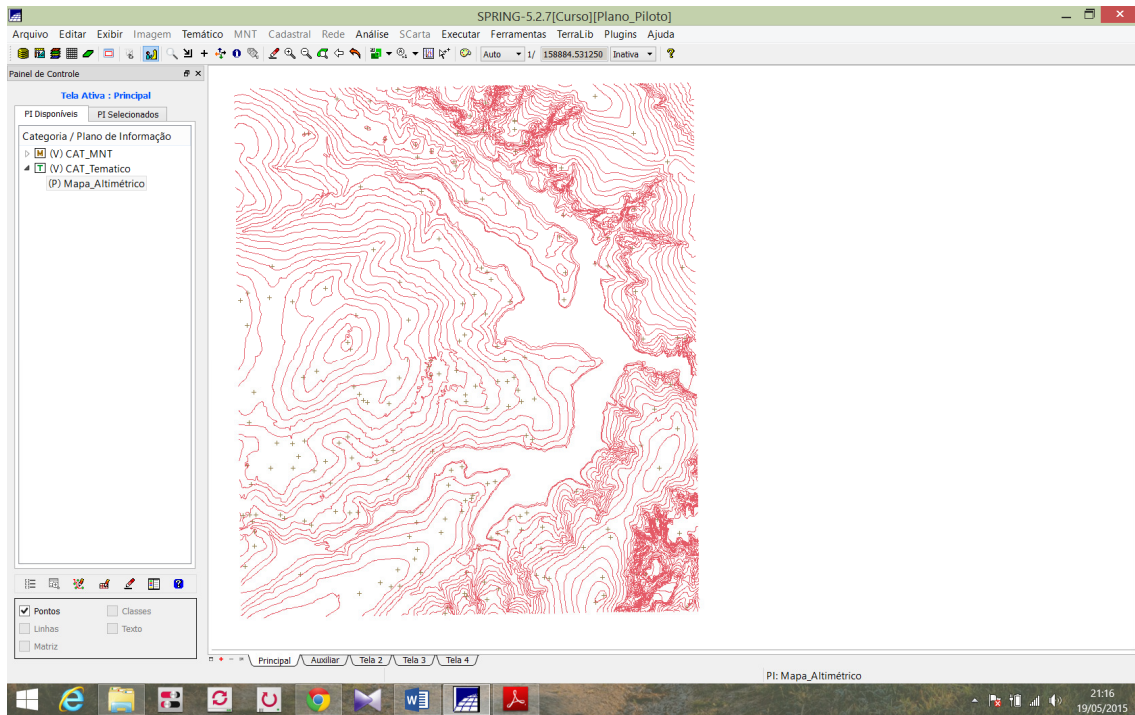 SPRING-5.2.7[Curso][Plano_Piloto]
Arquivo Editar Exibir Imagem Temático MNT Cadastral Rede Análise SCarta Executar Ferramentas TerraLib Plugins Ajuda
Auto 1/ 158884.531250 Inativa
Painel de Controle
Tela Ativa : Principal
PI Disponíveis PI Selecionados
Categoria / Plano de Informação
M (V) CAT_MNT
T (V) CAT_Tematico
(P) Mapa_Altimétrico
Pontos Classes
Linhas Texto
Matriz
Principal Auxiliar Tela 2 Tela 3 Tela 4
PI: Mapa_Altimétrico
21:16
19/05/2015